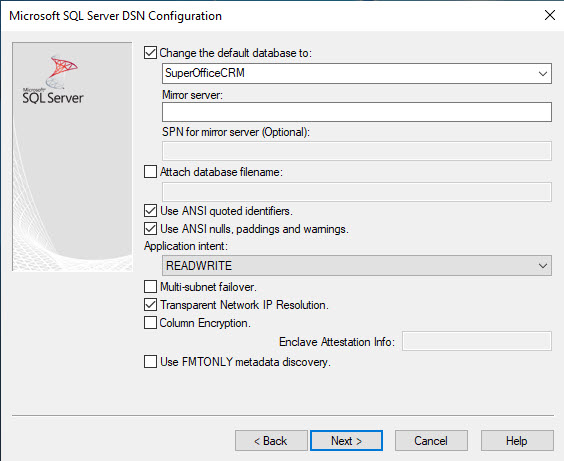 Microsoft SQL Server DSN Configuration
Microsoft
SQL Server
Change the default database to:
SuperOfficeCRM
Mirror server:
SPN for mirror server (Optional):
Attach database filename:
Use ANSI quoted identifiers.
Use ANSI nulls, paddings and warnings.
Application intent:
READWRITE
Multi-subnet failover.
Transparent Network IP Resolution.
Column Encryption.
Enclave Attestation Info:
Use FMTONLY metadata discovery.
< Back
Next >
Cancel
Help